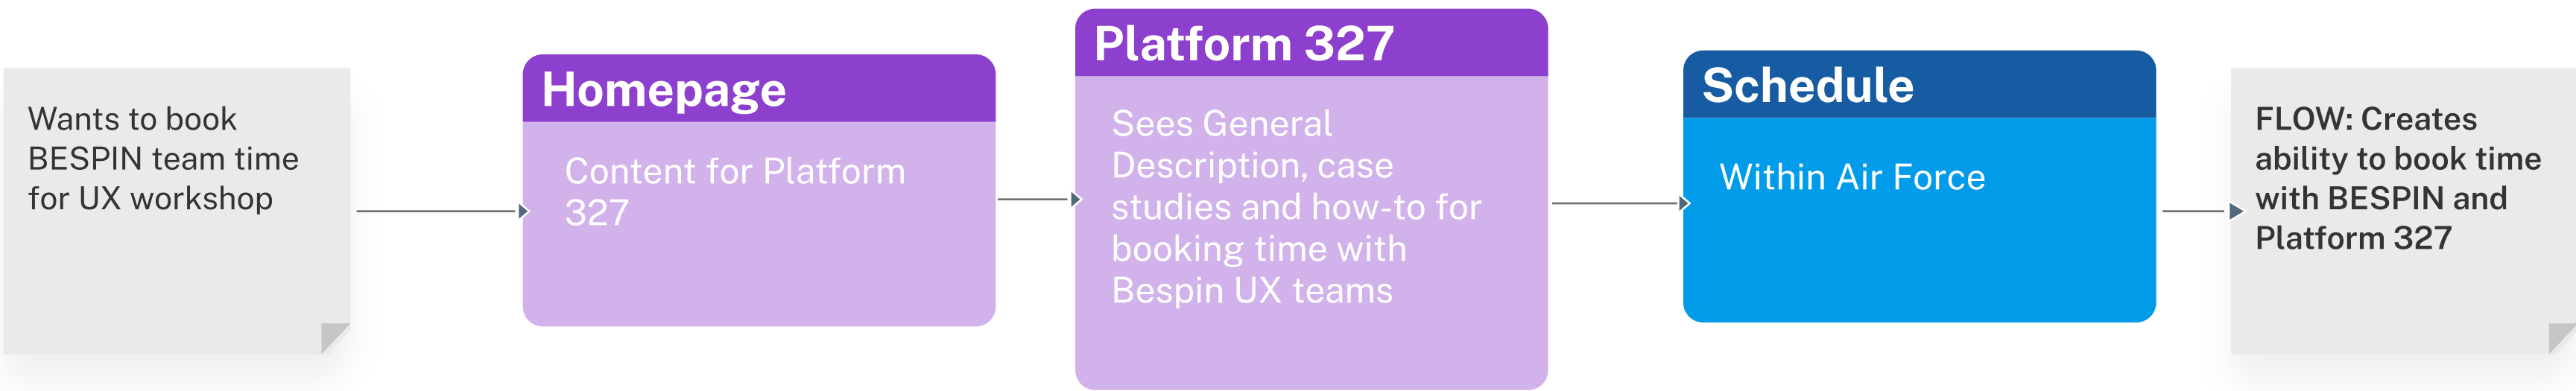 Wants to book
BESPIN team time
for UX workshop
Homepage
Content for Platform
327
Platform 327
Sees General
Description, case
studies and how-to for
booking time with
Bespin UX teams
Schedule
Within Air Force
FLOW: Creates
ability to book time
with BESPIN and
Platform 327